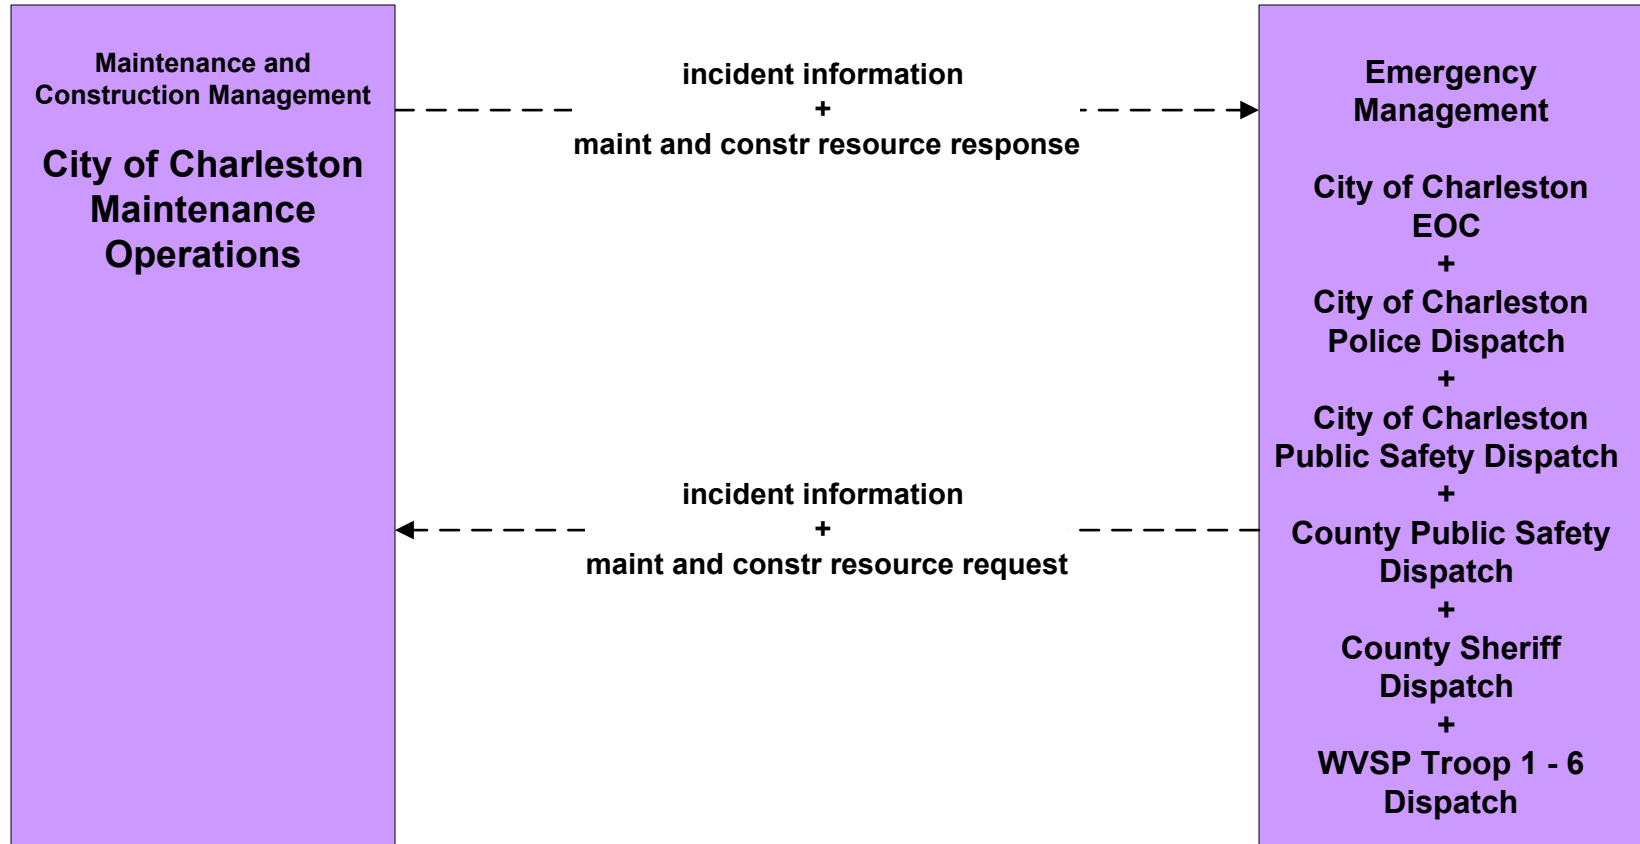 Maintenance and
Construction Management
City of Charleston
Maintenance
Operations
incident information
+
maint and constr resource response
incident information
+
maint and constr resource request
Emergency
Management
City of Charleston
EOC
+
City of Charleston
Police Dispatch
+
City of Charleston
Public Safety Dispatch
+
County Public Safety
Dispatch
+
County Sheriff
Dispatch
+
WVSP Troop 1 - 6
Dispatch